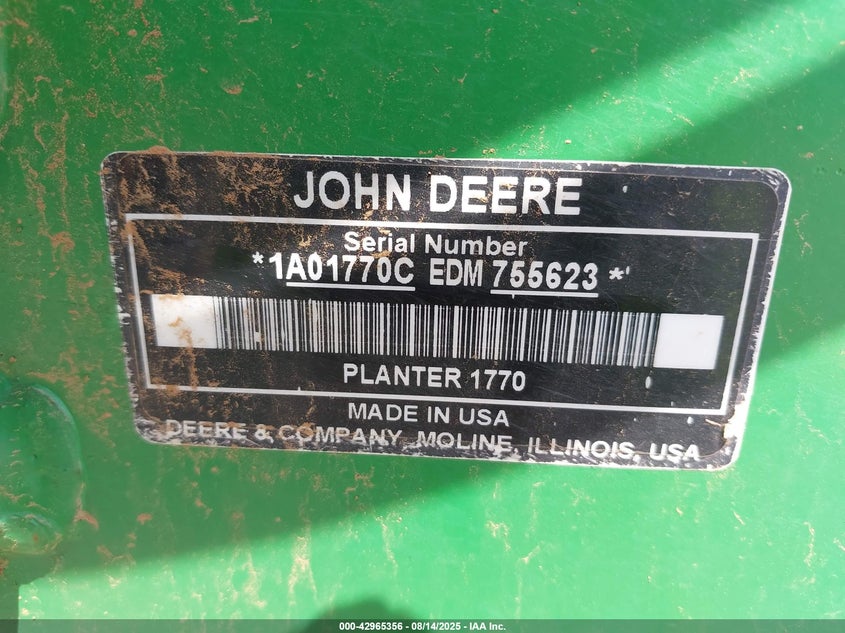 JOHN DEERE
Serial Number
*1A01770C EDM 755623*
PLANTER 1770
MADE IN USA
DEERE & COMPANY MOLINE, ILLINOIS, USA
000-42965356 - 08/14/2025 - IAA Inc.